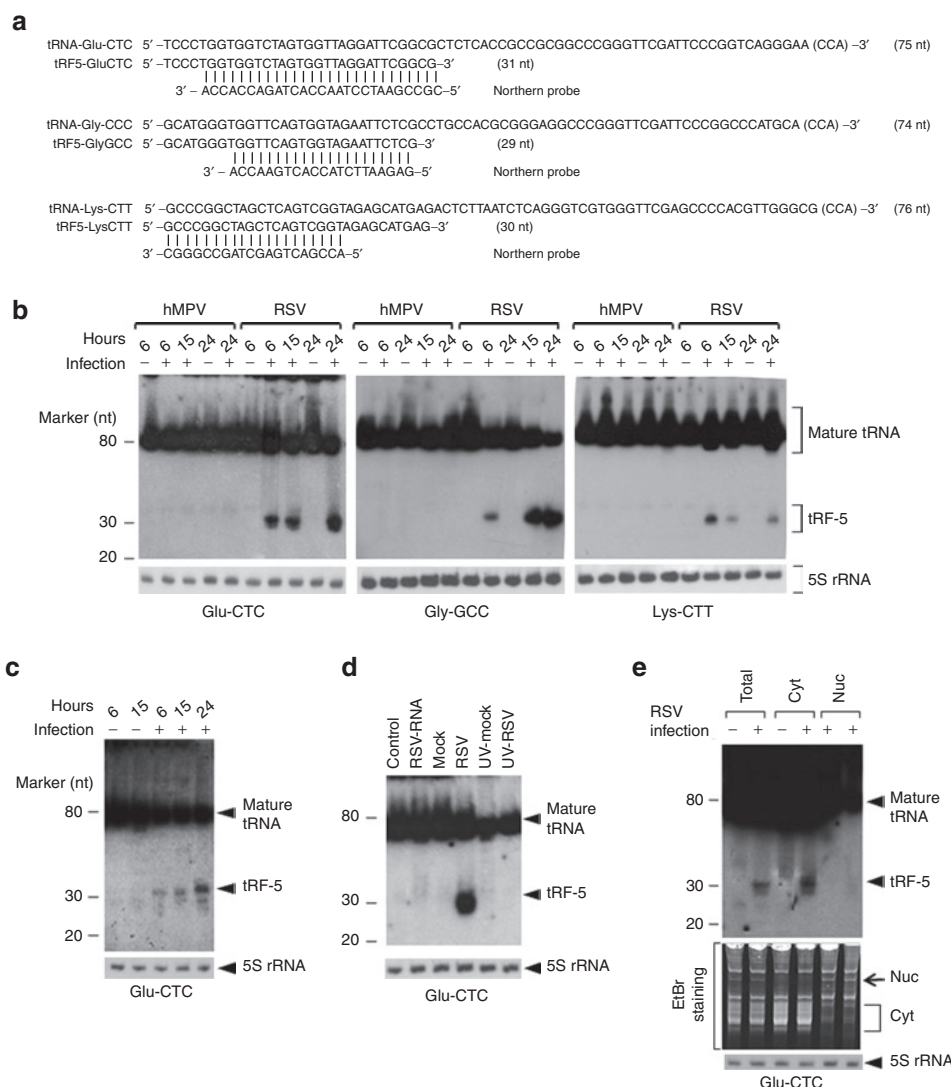 a
tRNA-Glu-CTC 5′ –TCCCTGGTGGTCTAGTGGTTAGGATTCGGCGCTCTCACCGCCGCGGCCCGGGTTCGATTCCCGGTCAGGGAA (CCA) –3′ (75 nt)
tRF5-GluCTC 5′ –TCCCTGGTGGTCTAGTGGTTAGGATTCGGCG–3′ (31 nt)
3′ – ACCACCAGATCACCAATCCTAAGCCGC–5′ Northern probe
tRNA-Gly-CCC 5′ –GCATGGGTGGTTCAGTGGTAGAATTCTCGCCTGCCACGCGGGAGGCCCGGGTTCGATTCCCGGCCCATGCA (CCA) –3′ (74 nt)
tRF5-GlyGCC 5′ –GCATGGGTGGTTCAGTGGTAGAATTCTCG–3′ (29 nt)
3′ – ACCAAGTCACCATCTTAAGAG–5′ Northern probe
tRNA-Lys-CTT 5′ –GCCCGGCTAGCTCAGTCGGTAGAGCATGAGACTCTTAATCTCAGGGTCGTGGGTTCGAGCCCCACGTTGGGCG (CCA) –3′ (76 nt)
tRF5-LysCTT –GCCCGGCTAGCTCAGTCGGTAGAGCATGAG–3′ (30 nt)
3′ –CGGGCCGATCGAGTCAGCCA–5′ Northern probe
b
hMPV RSV hMPV RSV hMPV RSV
Hours 6 6 15 24 24 6 6 15 24 24 6 6 24 15 24 6 6 24 15 24 6 6 15 24 24 6 6 15 24 24
Infection – + + – + – + + – + – + – + + – + – + + – + + – + – + + – +
Marker (nt)
80
30
20
Mature tRNA
tRF-5
5S rRNA
Glu-CTC Gly-GCC Lys-CTT
c
Hours 6 15 6 15 24
Infection – – + + +
Marker (nt)
80
30
20
Mature
tRNA
tRF-5
5S rRNA
Glu-CTC
d
Control RSV-RNA Mock RSV UV-mock UV-RSV
80
30
20
Mature
tRNA
tRF-5
5S rRNA
Glu-CTC
e
Total Cyt Nuc
RSV
infection – + – + + +
80
30
20
Mature
tRNA
tRF-5
EtBr
staining
Nuc
Cyt
5S rRNA
Glu-CTC